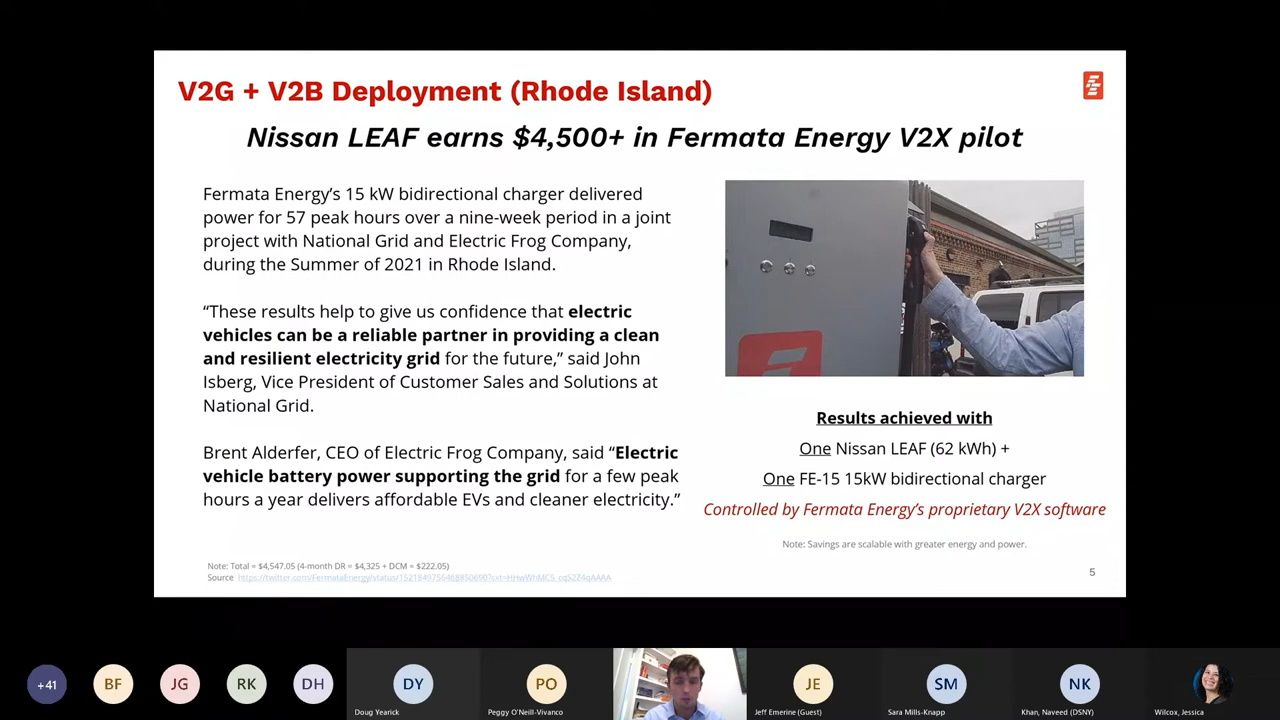 V2G + V2B Deployment (Rhode Island)
Nissan LEAF earns $4,500+ in Fermata Energy V2X pilot
Fermata Energy’s 15 kW bidirectional charger delivered
power for 57 peak hours over a nine-week period in a joint
project with National Grid and Electric Frog Company,
during the Summer of 2021 in Rhode Island.
“These results help to give us confidence that electric
vehicles can be a reliable partner in providing a clean
and resilient electricity grid for the future,” said John
Isberg, Vice President of Customer Sales and Solutions at
National Grid.
Brent Alderfer, CEO of Electric Frog Company, said “Electric
vehicle battery power supporting the grid for a few peak
hours a year delivers affordable EVs and cleaner electricity.”
Results achieved with
One Nissan LEAF (62 kWh) +
One FE-15 15kW bidirectional charger
Controlled by Fermata Energy’s proprietary V2X software
Note: Savings are scalable with greater energy and power.
Note: Total = $4,547.05 (4-month DR = $4,325 + DCM = $222.05)
Source
5
+41
BF
JG
RK
DH
DY
PO
JE
SM
NK
Doug Yearick
Peggy O'Neill-Vivanco
Jeff Emerine (Guest)
Sara Mills-Knapp
Khan, Naveed (DSNY)
Wilcox, Jessica